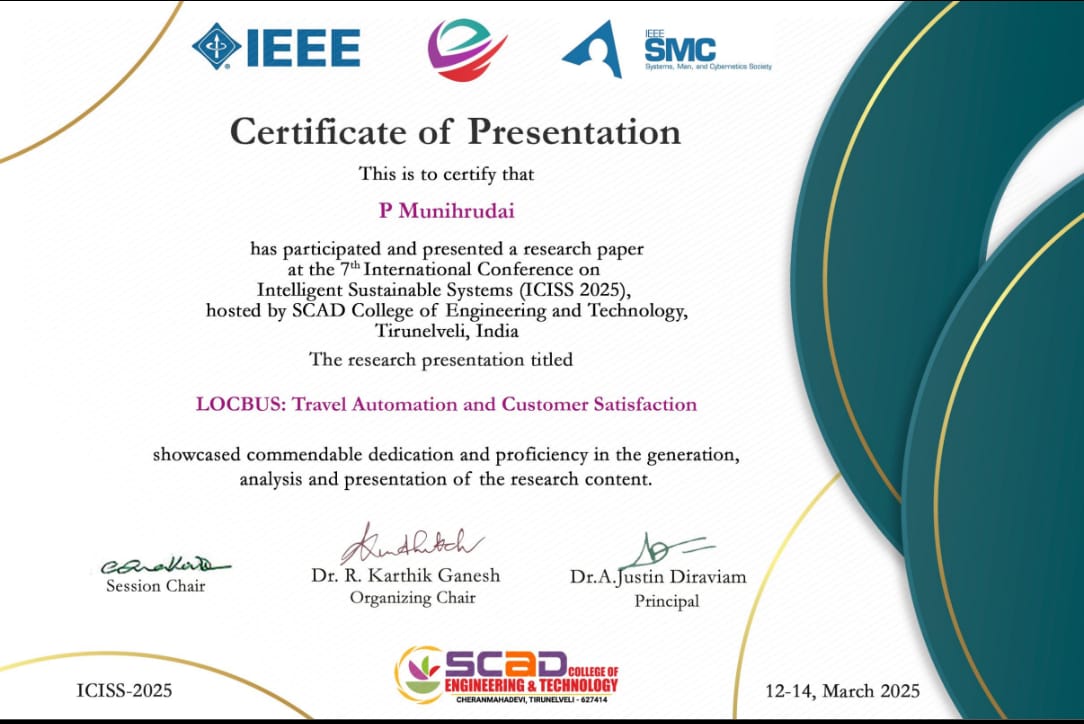 IEEE
IEEE
SMC
Systems, Man, and Cybernetics Society
Certificate of Presentation
This is to certify that
P Munihrudai
has participated and presented a research paper
at the 7th International Conference on
Intelligent Sustainable Systems (ICISS 2025),
hosted by SCAD College of Engineering and Technology,
Tirunelveli, India
The research presentation titled
LOCBUS: Travel Automation and Customer Satisfaction
showcased commendable dedication and proficiency in the generation,
analysis and presentation of the research content.
Session Chair
Dr. R. Karthik Ganesh
Organizing Chair
Dr.A.Justin Diraviam
Principal
ICISS-2025
SCAD COLLEGE OF
ENGINEERING & TECHNOLOGY
CHERANMAHADEVI, TIRUNELVELI - 627414
12-14, March 2025